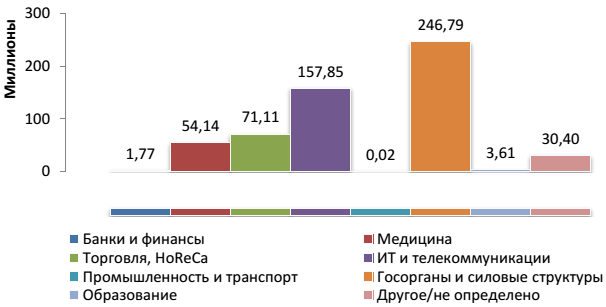 Миллионы
300
246,79
200
157,85
100
71,11
54,14
30,40
1,77
0,02
3,61
0
Банки и финансы
Медицина
Торговля, HoReCa
ИТ и телекоммуникации
Промышленность и транспорт
Госорганы и силовые структуры
Образование
Другое/не определено